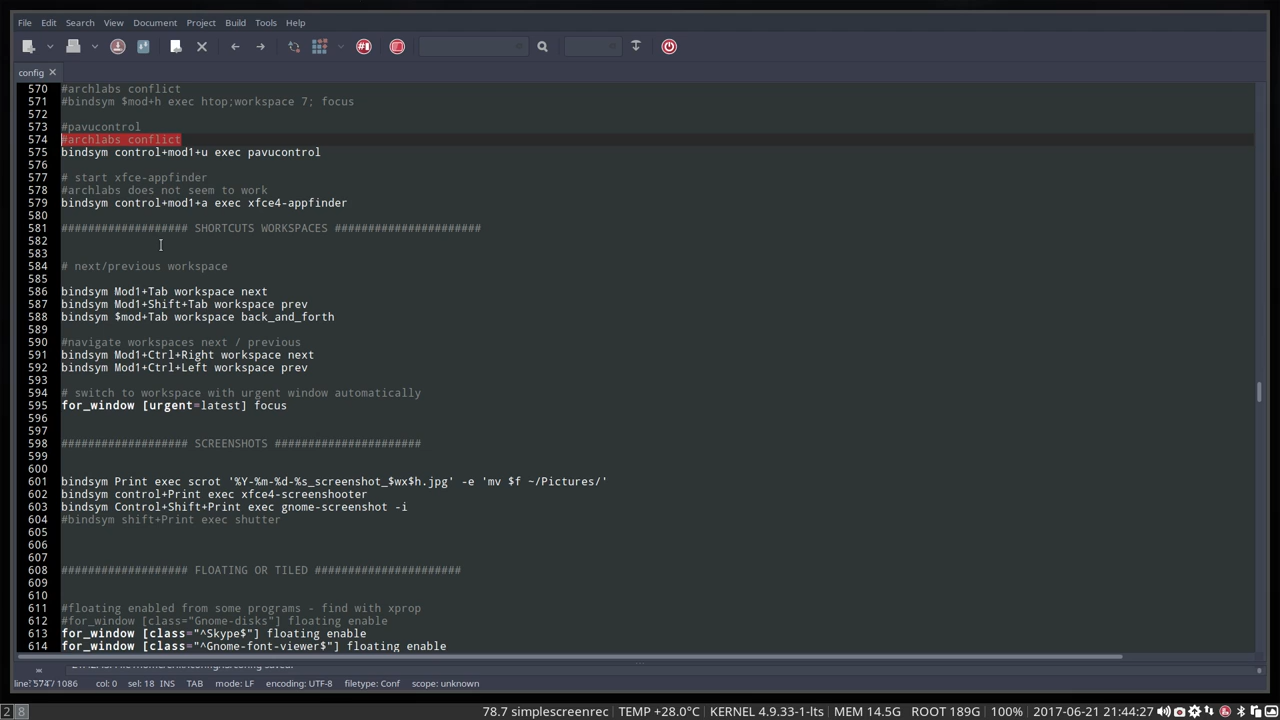 File Edit Search View Document Project Build Tools Help
config
570 #archlabs conflict
571 #bindsym $mod+h exec htop;workspace 7; focus
572
573 #pavucontrol
574 #archlabs conflict
575 bindsym control+mod1+u exec pavucontrol
576
577 # start xfce-appfinder
578 #archlabs does not seem to work
579 bindsym control+mod1+a exec xfce4-appfinder
580
581 ################### SHORTCUTS WORKSPACES ######################
582
583
584 # next/previous workspace
585
586 bindsym Mod1+Tab workspace next
587 bindsym Mod1+Shift+Tab workspace prev
588 bindsym $mod+Tab workspace back_and_forth
589
590 #navigate workspaces next / previous
591 bindsym Mod1+Ctrl+Right workspace next
592 bindsym Mod1+Ctrl+Left workspace prev
593
594 # switch to workspace with urgent window automatically
595 for_window [urgent=latest] focus
596
597
598 ################### SCREENSHOTS ######################
599
600
601 bindsym Print exec scrot '%Y-%m-%d-%s_screenshot_$wx$h.jpg' -e 'mv $f ~/Pictures/'
602 bindsym control+Print exec xfce4-screenshooter
603 bindsym Control+Shift+Print exec gnome-screenshot -i
604 #bindsym shift+Print exec shutter
605
606
607
608 ################### FLOATING OR TILED ######################
609
610
611 #floating enabled from some programs - find with xprop
612 #for_window [class="Gnome-disks"] floating enable
613 for_window [class="^Skype$"] floating enable
614 for_window [class="^Gnome-font-viewer$"] floating enable
line: 574 / 1086 col: 0 sel: 18 INS TAB mode: LF encoding: UTF-8 filetype: Conf scope: unknown
2 8 78.7 simplescreenrec TEMP +28.0°C KERNEL 4.9.33-1-lts MEM 14.5G ROOT 189G 100% 2017-06-21 21:44:27